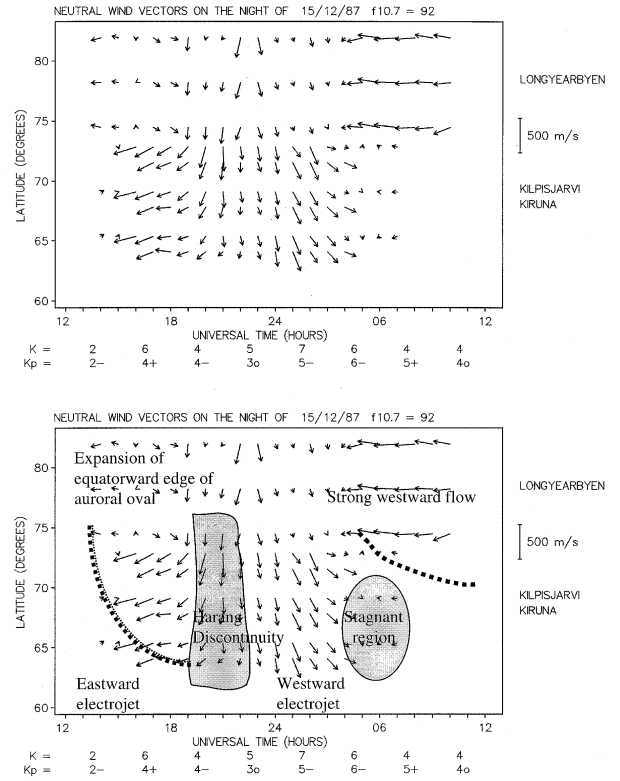 NEUTRAL WIND VECTORS ON THE NIGHT OF 15/12/87 f10.7 = 92
80
75
70
65
60
LATITUDE (DEGREES)
LONGYEARBYEN
500 m/s
KILPISJARVI
KIRUNA
12 18 24 06 12
UNIVERSAL TIME (HOURS)
K = 2 6 4 5 7 6 4 4
Kp = 2- 4+ 4- 3o 5- 6- 5+ 4o
NEUTRAL WIND VECTORS ON THE NIGHT OF 15/12/87 f10.7 = 92
80
75
70
65
60
LATITUDE (DEGREES)
Expansion of
equatorward edge of
auroral oval
Strong westward flow
LONGYEARBYEN
500 m/s
KILPISJARVI
KIRUNA
Harang
Discontinuity
Stagnant
region
Eastward
electrojet
Westward
electrojet
12 18 24 06 12
UNIVERSAL TIME (HOURS)
K = 2 6 4 5 7 6 4 4
Kp = 2- 4+ 4- 3o 5- 6- 5+ 4o